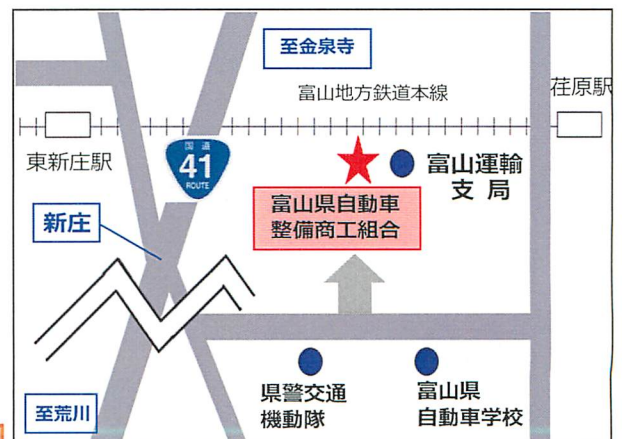 至金泉寺
富山地方鉄道本線
荏原駅
東新庄駅
国道
41
ROUTE
富山運輸
支局
富山県自動車
整備商工組合
新庄
県警交通
機動隊
富山県
自動車学校
至荒川